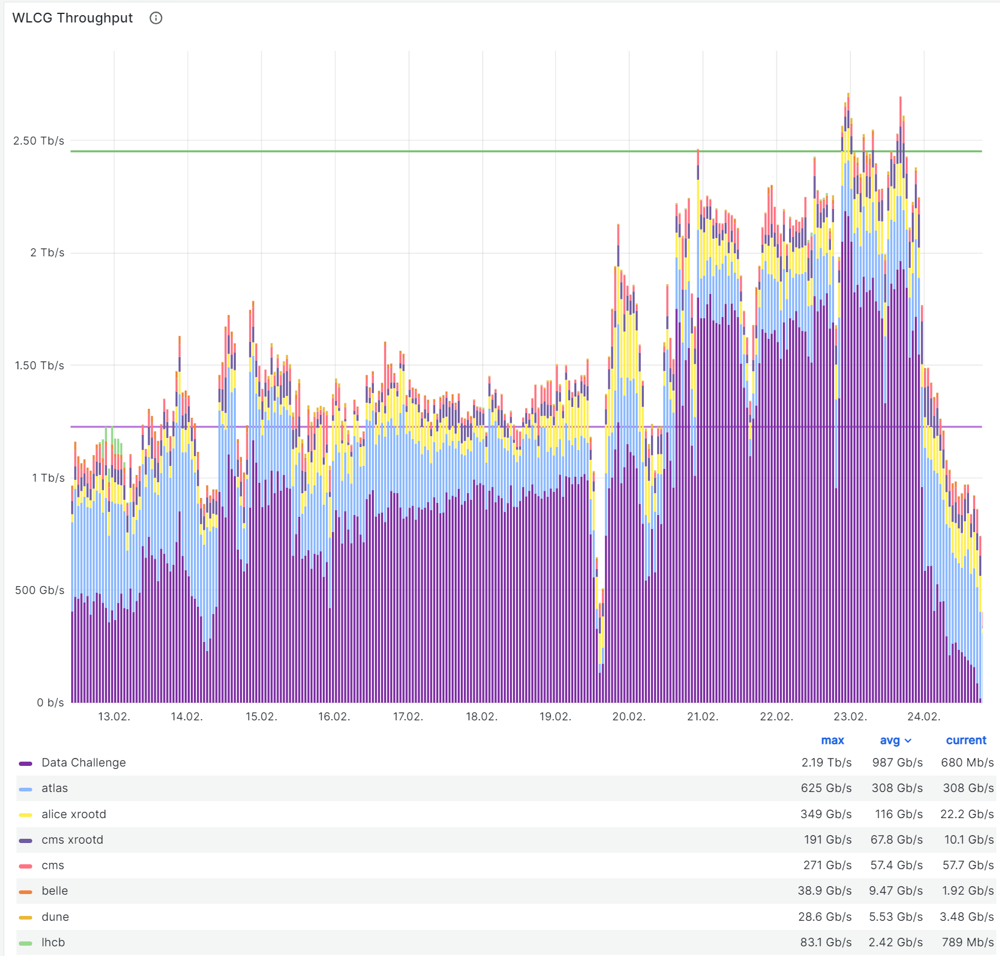 WLCG Throughput
2.50 Tb/s
2 Tb/s
1.50 Tb/s
1 Tb/s
500 Gb/s
0 b/s
13.02. 14.02. 15.02. 16.02. 17.02. 18.02. 19.02. 20.02. 21.02. 22.02. 23.02. 24.02.
max avg current
Data Challenge 2.19 Tb/s 987 Gb/s 680 Mb/s
atlas 625 Gb/s 308 Gb/s 308 Gb/s
alice xrootd 349 Gb/s 116 Gb/s 22.2 Gb/s
cms xrootd 191 Gb/s 67.8 Gb/s 10.1 Gb/s
cms 271 Gb/s 57.4 Gb/s 57.7 Gb/s
belle 38.9 Gb/s 9.47 Gb/s 1.92 Gb/s
dune 28.6 Gb/s 5.53 Gb/s 3.48 Gb/s
lhcb 83.1 Gb/s 2.42 Gb/s 789 Mb/s